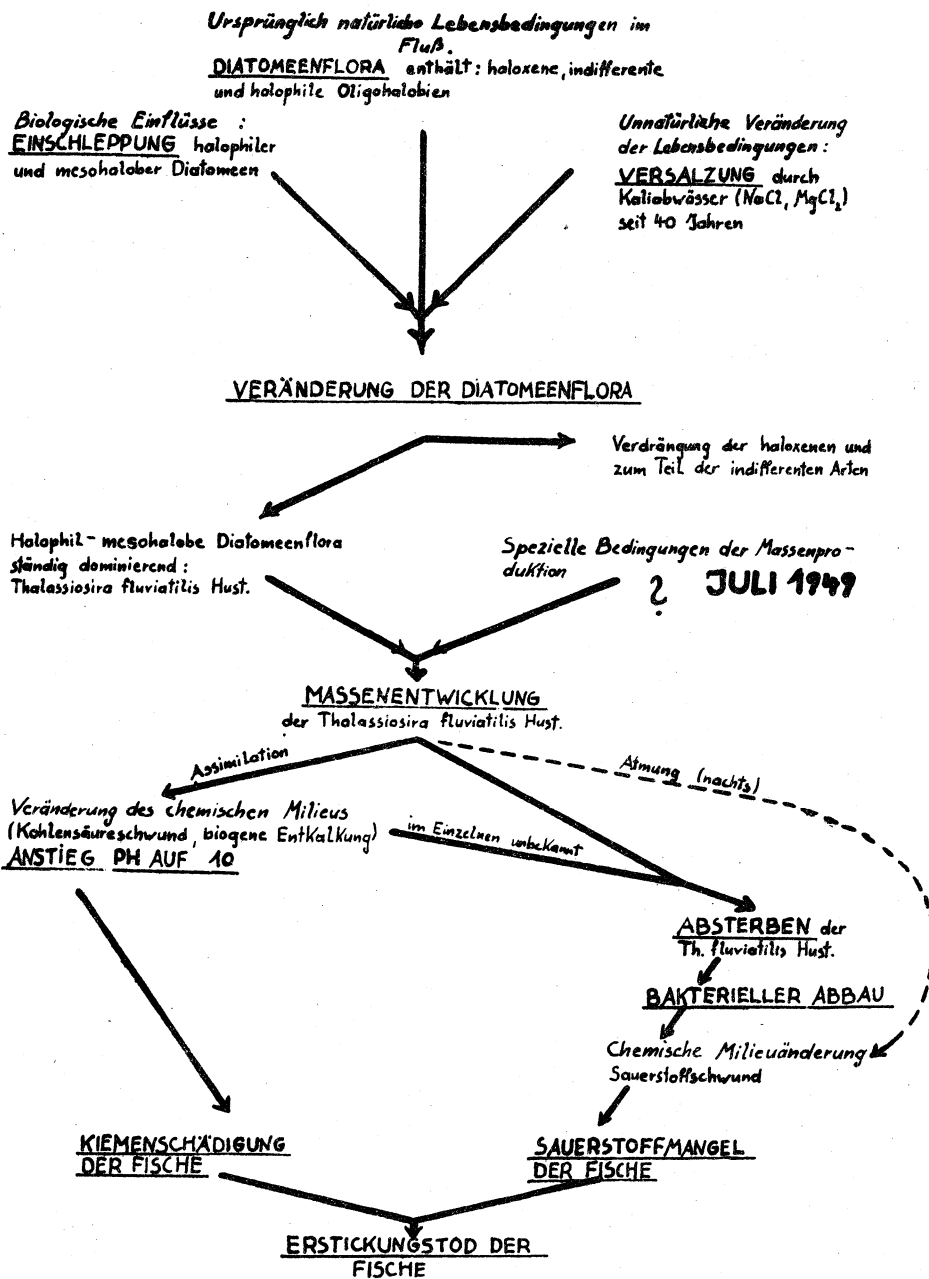 Ursprünglich natürliche Lebensbedingungen im
Fluß.
DIATOMEENFLORA enthält: haloxene, indifferente
und halophile Oligohalobien
Biologische Einflüsse :
EINSCHLEPPUNG halophiler
und mesohalober Diatomeen
Unnatürliche Veränderung
der Lebensbedingungen:
VERSALZUNG durch
Kaliabwässer (NaCl, MgCl₂)
seit 40 Jahren
VERÄNDERUNG DER DIATOMEENFLORA
Verdrängung der haloxenen und
zum Teil der indifferenten Arten
Halophil-mesohalobe Diatomeenflora
ständig dominierend:
Thalassiosira fluviatilis Hust.
Spezielle Bedingungen der Massenpro-
duktion
? JULI 1949
MASSENENTWICKLUNG
der Thalassiosira fluviatilis Hust.
Assimilation
Atmung (nachts)
Veränderung des chemischen Milieus
(Kohlensäureschwund, biogene Entkalkung)
ANSTIEG PH AUF 10
im Einzelnen unbekannt
ABSTERBEN der
Th. fluviatilis Hust.
BAKTERIELLER ABBAU
Chemische Milieuänderung
Sauerstoffschwund
KIEMENSCHÄDIGUNG
DER FISCHE
SAUERSTOFFMANGEL
DER FISCHE
ERSTICKUNGSTOD DER
FISCHE